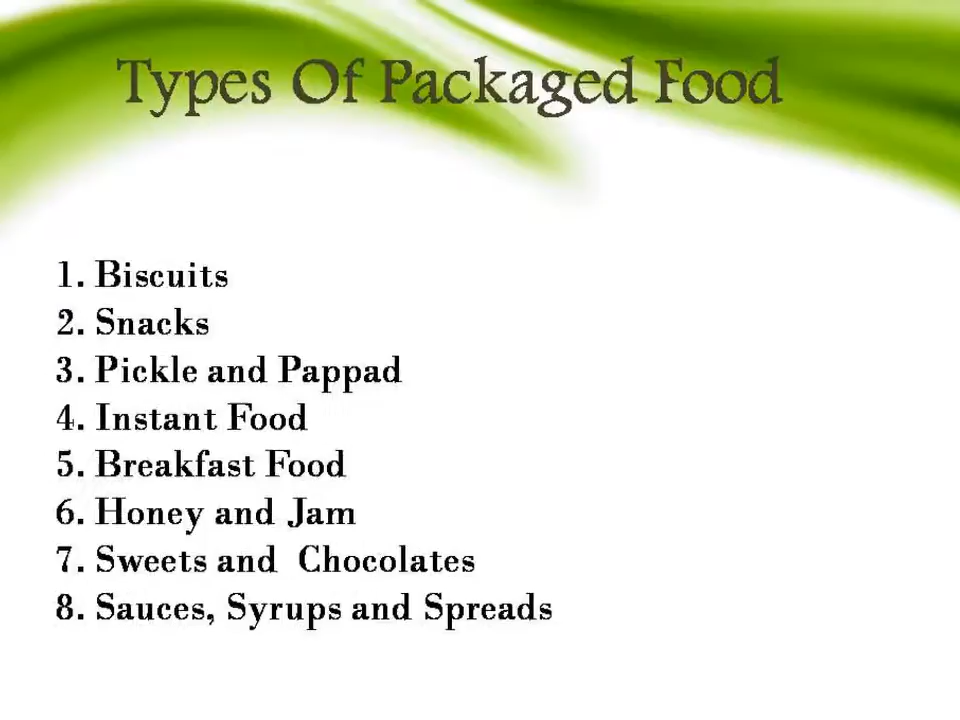 Types Of Packaged Food
1. Biscuits
2. Snacks
3. Pickle and Pappad
4. Instant Food
5. Breakfast Food
6. Honey and Jam
7. Sweets and  Chocolates
8. Sauces, Syrups and Spreads